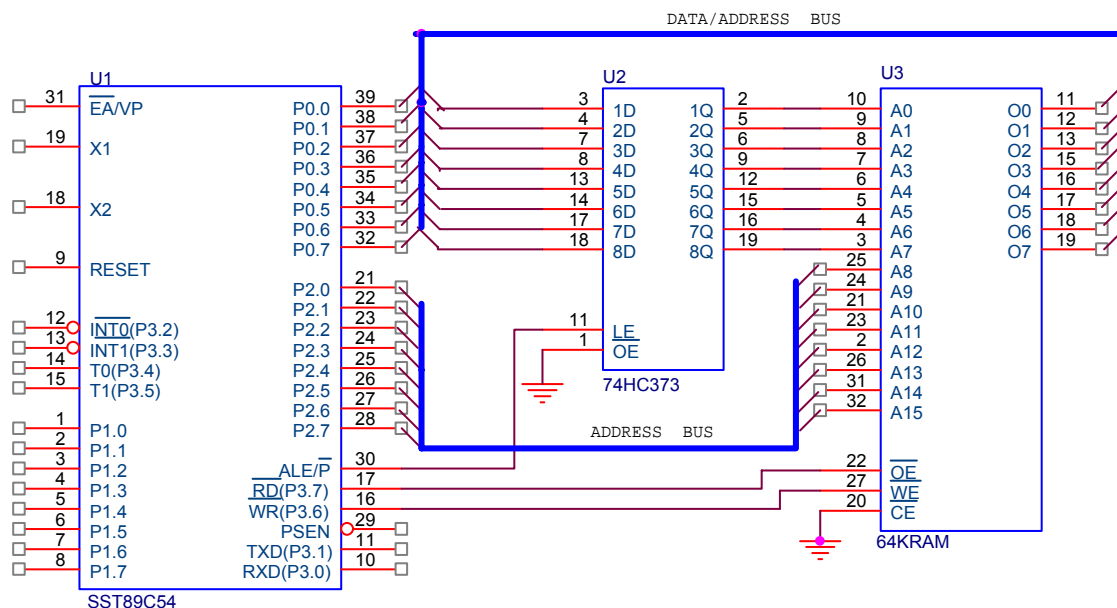 DATA/ADDRESS BUS
U1
31 EA/VP
19 X1
18 X2
9 RESET
12 INT0(P3.2)
13 INT1(P3.3)
14 T0(P3.4)
15 T1(P3.5)
1 P1.0
2 P1.1
3 P1.2
4 P1.3
5 P1.4
6 P1.5
7 P1.6
8 P1.7
P0.0 39
P0.1 38
P0.2 37
P0.3 36
P0.4 35
P0.5 34
P0.6 33
P0.7 32
P2.0 21
P2.1 22
P2.2 23
P2.3 24
P2.4 25
P2.5 26
P2.6 27
P2.7 28
ALE/P 30
RD(P3.7) 17
WR(P3.6) 16
PSEN 29
TXD(P3.1) 11
RXD(P3.0) 10
SST89C54
U2
3 1D 1Q 2
4 2D 2Q 5
7 3D 3Q 6
8 4D 4Q 9
13 5D 5Q 12
14 6D 6Q 15
17 7D 7Q 16
18 8D 8Q 19
11 LE
1 OE
74HC373
ADDRESS BUS
U3
10 A0
9 A1
8 A2
7 A3
6 A4
5 A5
4 A6
3 A7
25 A8
24 A9
21 A10
23 A11
2 A12
26 A13
31 A14
32 A15
22 OE
27 WE
20 CE
O0 11
O1 12
O2 13
O3 15
O4 16
O5 17
O6 18
O7 19
64KRAM